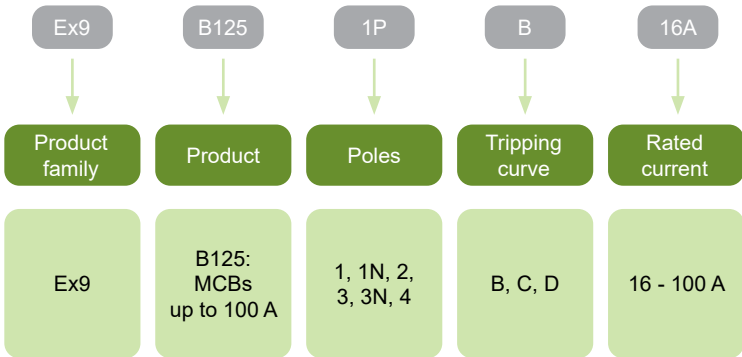 Ex9
B125
1P
B
16A
Product
family
Product
Poles
Tripping
curve
Rated
current
Ex9
B125:
MCBs
up to 100 A
1, 1N, 2,
3, 3N, 4
B, C, D
16 - 100 A